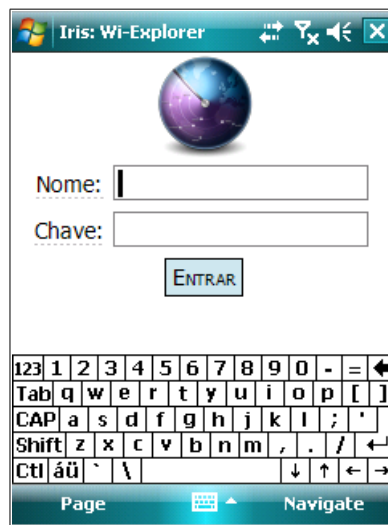 Iris: Wi-Explorer
Nome:
Chave:
ENTRAR
123 1 2 3 4 5 6 7 8 9 0 - =
Tab q w e r t y u i o p [ ]
CAP a s d f g h j k l ; '
Shift z x c v b n m , . /
Ctl áü ` \
Page Navigate